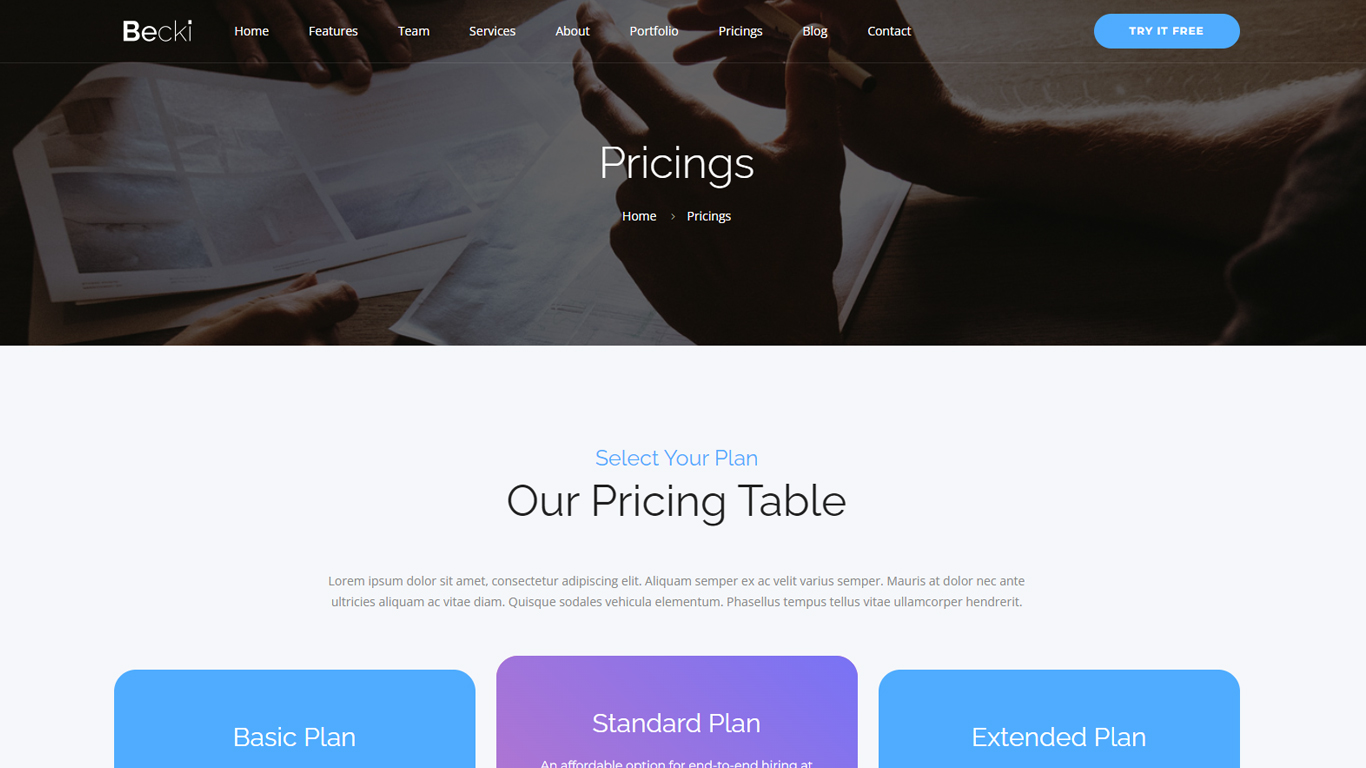 Becki
Home
Features
Team
Services
About
Portfolio
Pricings
Blog
Contact
TRY IT FREE
Pricings
Home > Pricings
Select Your Plan
Our Pricing Table
Lorem ipsum dolor sit amet, consectetur adipiscing elit. Aliquam semper ex ac velit varius semper. Mauris at dolor nec ante
ultricies aliquam ac vitae diam. Quisque sodales vehicula elementum. Phasellus tempus tellus vitae ullamcorper hendrerit.
Basic Plan
Standard Plan
Extended Plan
An affordable option for end-to-end hiring at